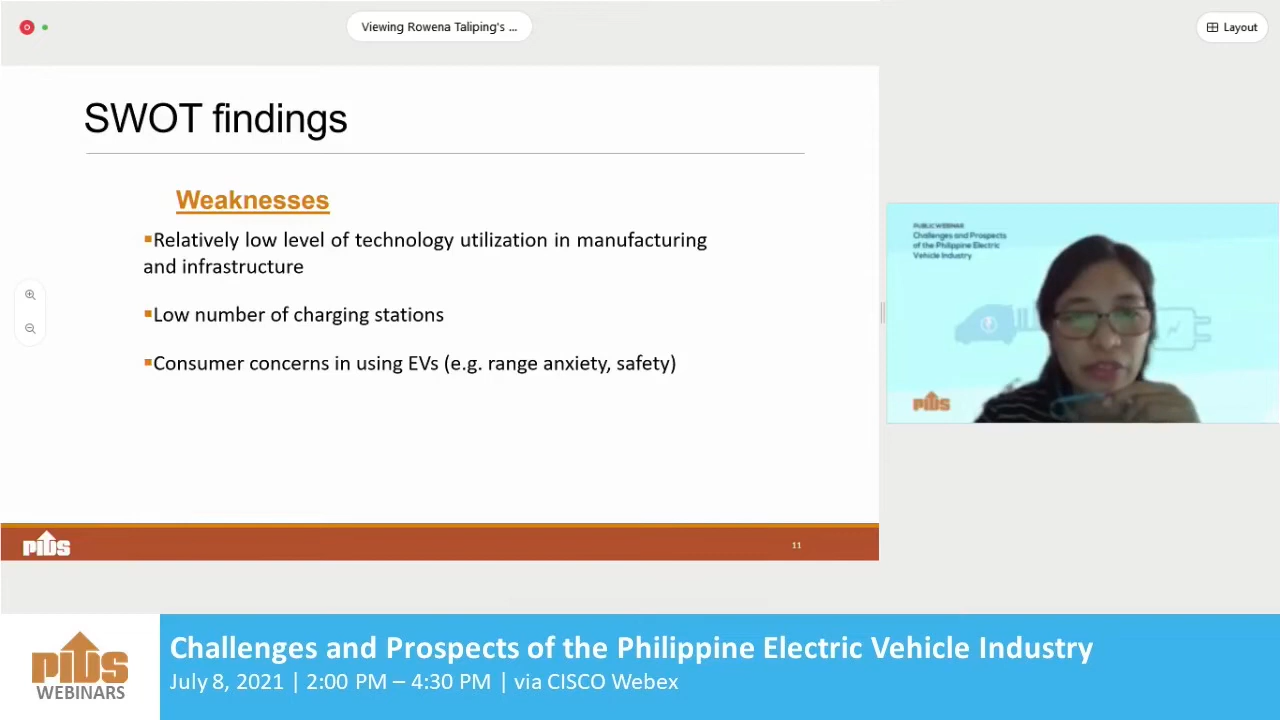 Viewing Rowena Taliping's ...
Layout
SWOT findings
Weaknesses
▪Relatively low level of technology utilization in manufacturing
and infrastructure
▪Low number of charging stations
▪Consumer concerns in using EVs (e.g. range anxiety, safety)
PIDS
11
PUBLIC WEBINAR
Challenges and Prospects
of the Philippine Electric
Vehicle Industry
PIDS
PIDS
WEBINARS
Challenges and Prospects of the Philippine Electric Vehicle Industry
July 8, 2021 | 2:00 PM – 4:30 PM | via CISCO Webex